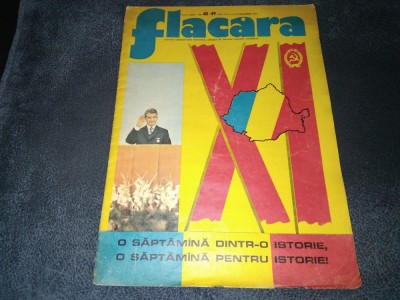 flacara
XI
O SĂPTĂMÎNĂ DINTR-O ISTORIE,
O SĂPTĂMÎNĂ PENTRU ISTORIE!